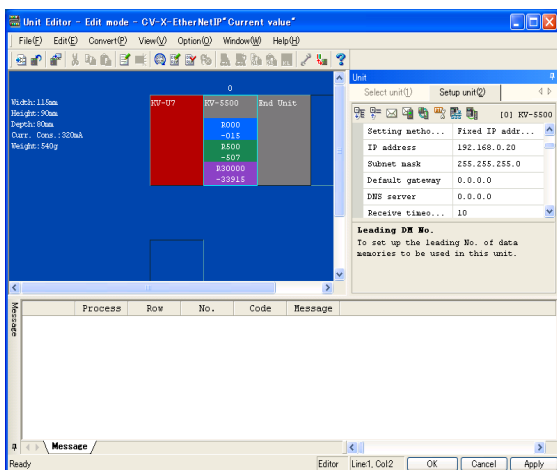 Unit Editor - Edit mode - CV-X-EtherNetIP"Current value"
File(F) Edit(E) Convert(P) View(V) Option(O) Window(W) Help(H)
Width:115mm
Height:90mm
Depth:80mm
Curr. Cons.:320mA
Weight:540g
0
KV-U7 KV-5500 End Unit
R000
-015
R500
-507
R30000
-33915
Unit
Select unit(1) Setup unit(2)
[0] KV-5500
Setting metho... Fixed IP addr...
IP address 192.168.0.20
Subnet mask 255.255.255.0
Default gateway 0.0.0.0
DNS server 0.0.0.0
Receive timeo... 10
Leading DM No.
To set up the leading No. of data
memories to be used in this unit.
Message
Process Row No. Code Message
Message
Ready Editor Line:1, Col:2 OK Cancel Apply